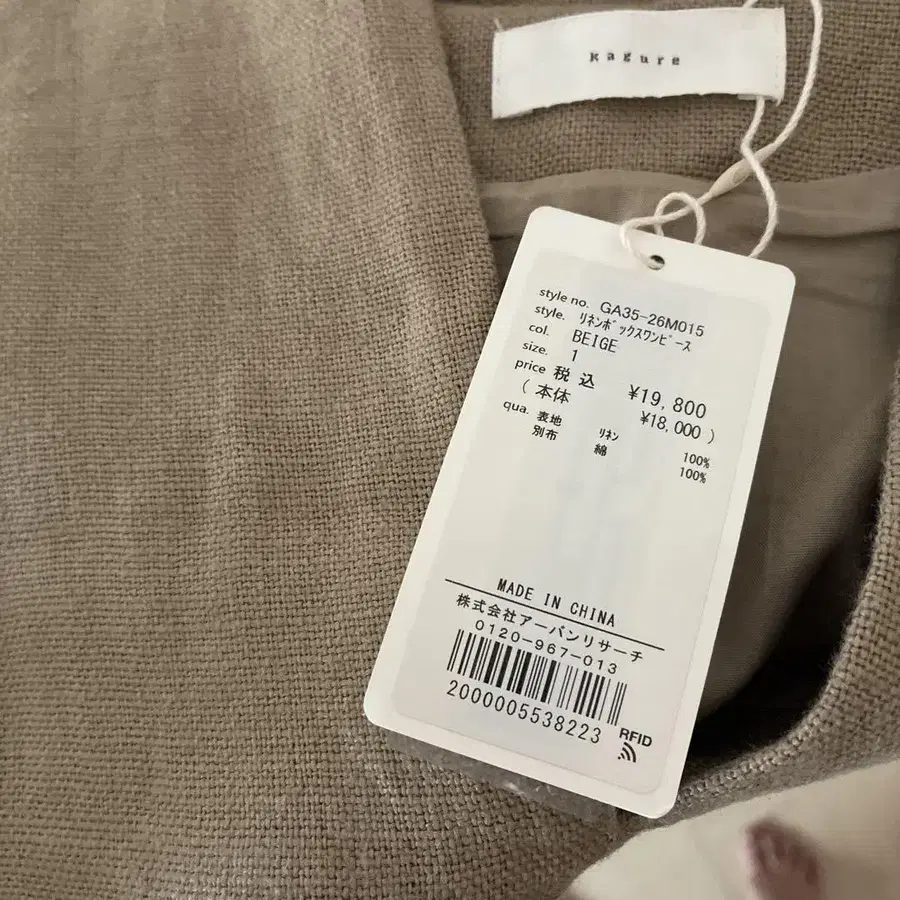 kagure
style no. GA35-26M015
style. ﾘﾈﾝﾎﾞｯｸｽﾜﾝﾋﾟｰｽ
col. BEIGE
size. 1
price 税 込 ¥19,800
( 本体 ¥18,000 )
qua. 表地 ﾘﾈﾝ 100%
別布 綿 100%
MADE IN CHINA
株式会社アーバンリサーチ
0120-967-013
2000005538223
RFID